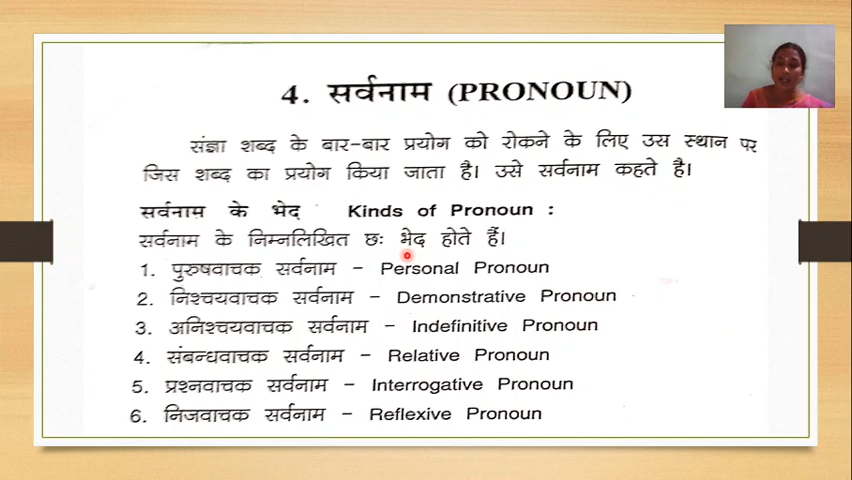 4. सर्वनाम (PRONOUN)
संज्ञा शब्द के बार-बार प्रयोग को रोकने के लिए उस स्थान पर
जिस शब्द का प्रयोग किया जाता है। उसे सर्वनाम कहते है।
सर्वनाम के भेद Kinds of Pronoun :
सर्वनाम के निम्नलिखित छः भेद होते हैं।
1. पुरुषवाचक सर्वनाम – Personal Pronoun
2. निश्चयवाचक सर्वनाम – Demonstrative Pronoun
3. अनिश्चयवाचक सर्वनाम – Indefinitive Pronoun
4. संबन्धवाचक सर्वनाम – Relative Pronoun
5. प्रश्नवाचक सर्वनाम – Interrogative Pronoun
6. निजवाचक सर्वनाम – Reflexive Pronoun